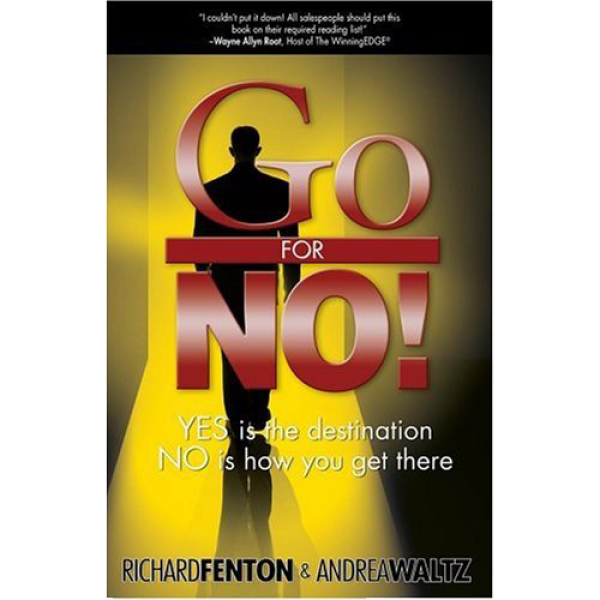 "I couldn't put it down! All salespeople should put this
book on their required reading list!"
~Wayne Allyn Root, Host of The WinningEDGE®
GO
FOR
NO!
YES is the destination
NO is how you get there
RICHARDFENTON & ANDREAWALTZ